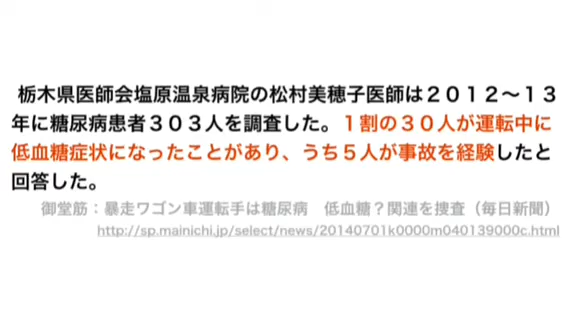 栃木県医師会塩原温泉病院の松村美穂子医師は２０１２〜１３
年に糖尿病患者３０３人を調査した。１割の３０人が運転中に
低血糖症状になったことがあり、うち５人が事故を経験したと
回答した。
御堂筋：暴走ワゴン車運転手は糖尿病　低血糖？関連を捜査（毎日新聞）
http://sp.mainichi.jp/select/news/20140701k0000m040139000c.html